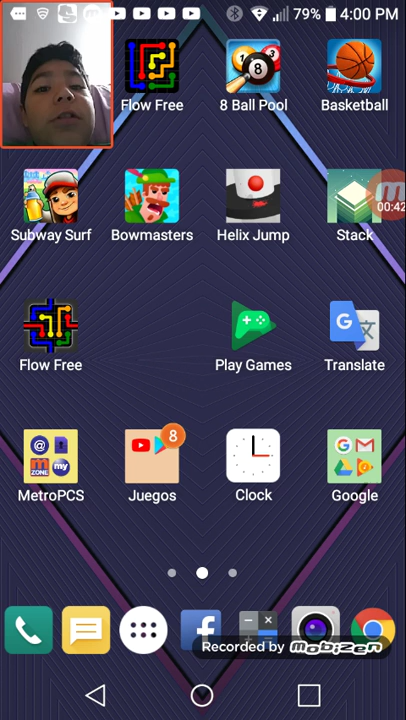 79% 4:00 PM
Flow Free 8 Ball Pool Basketball
Subway Surf Bowmasters Helix Jump Stack
00:42
Flow Free Play Games Translate
8
MetroPCS Juegos Clock Google
Recorded by MOBIZEN